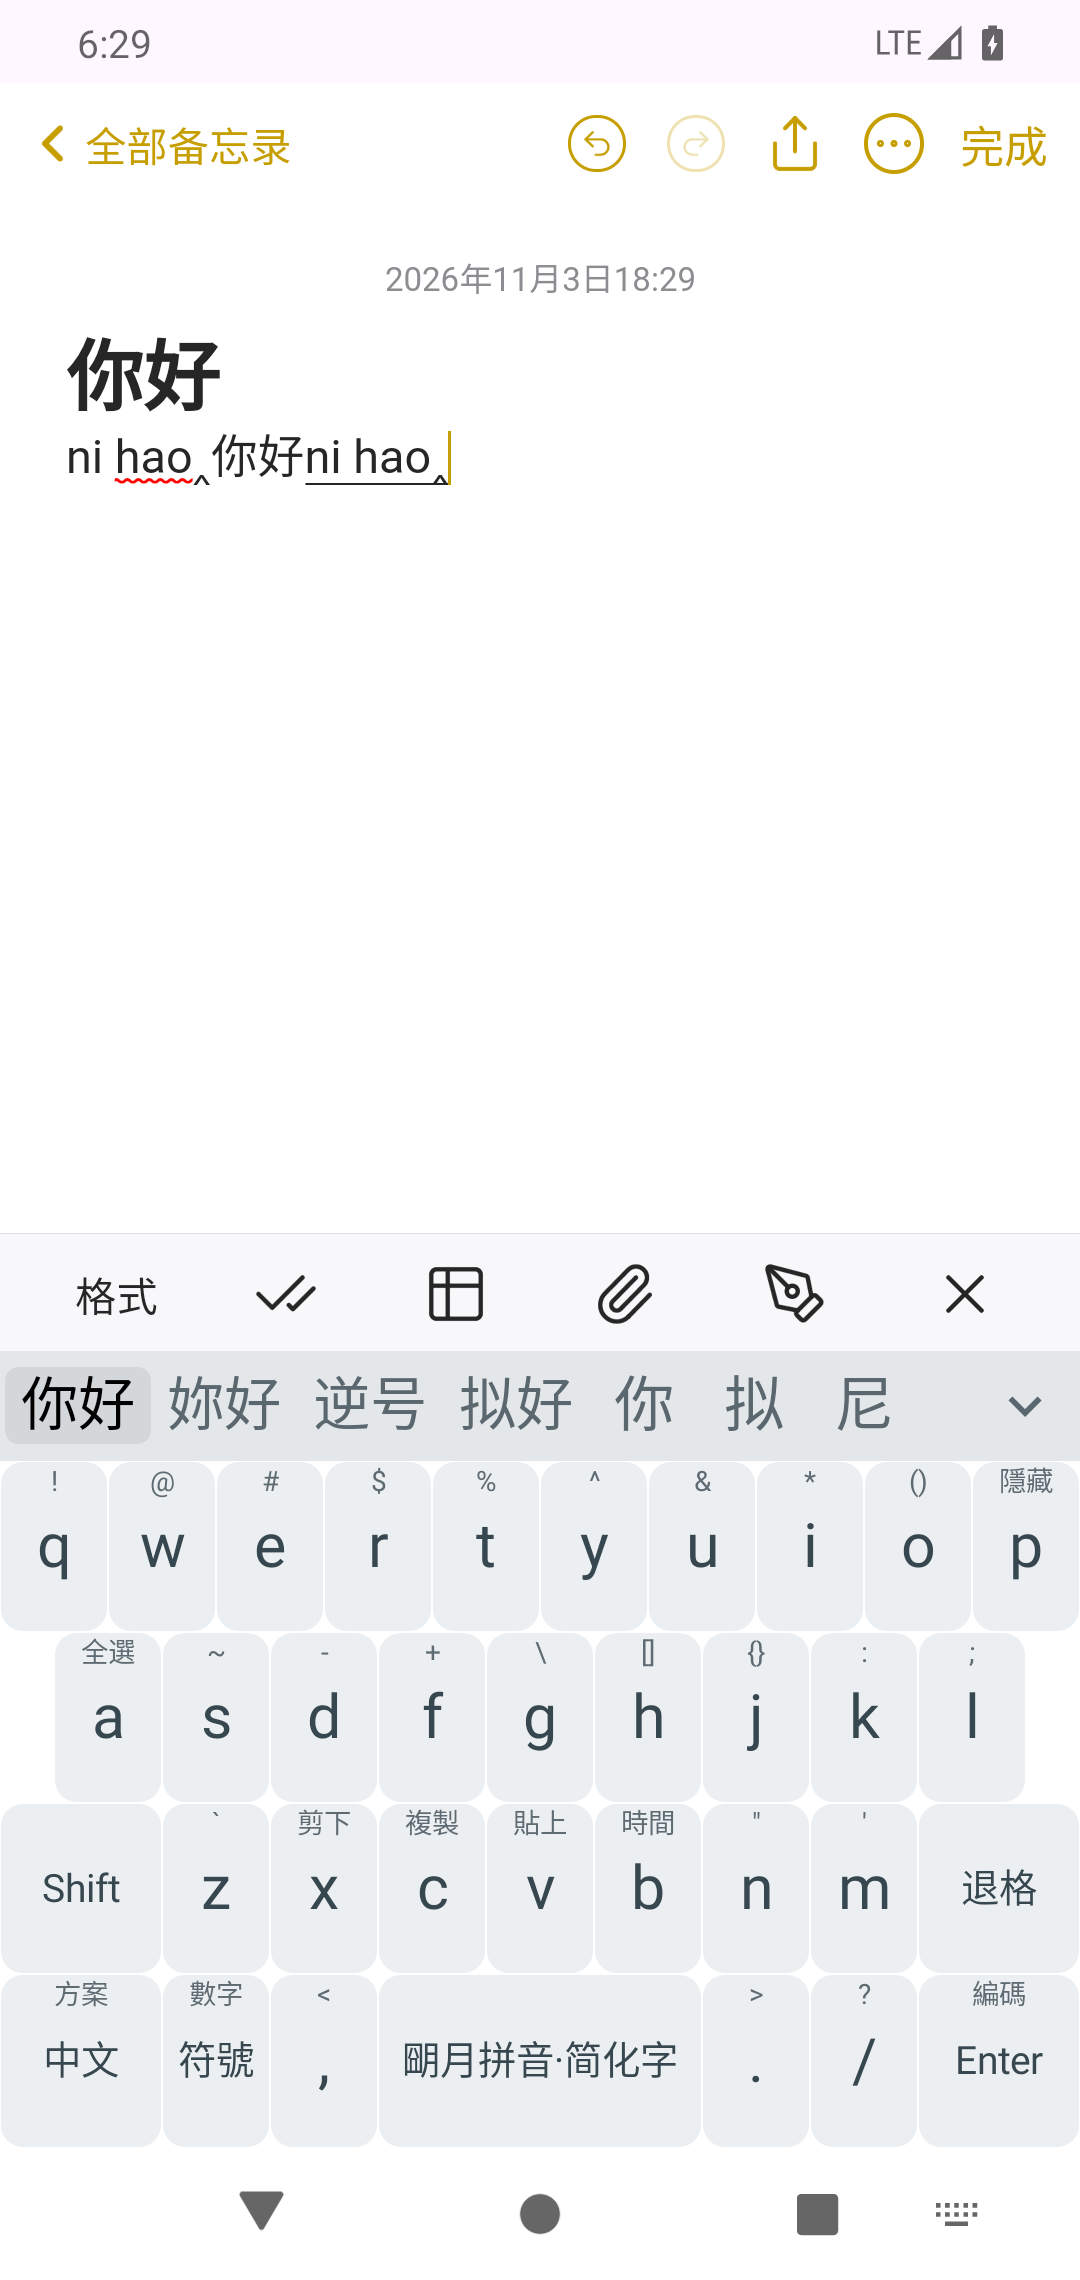 6:29 LTE
全部备忘录 完成
2026年11月3日18:29
你好
ni hao‸你好ni hao‸
格式
你好 妳好 逆号 拟好 你 拟 尼
! @ # $ % ^ & * () 隱藏
q w e r t y u i o p
全選 ~ - + \ [] {} : ;
a s d f g h j k l
` 剪下 複製 貼上 時間 " '
Shift z x c v b n m 退格
方案 數字 < > ? 編碼
中文 符號 , 朙月拼音·简化字 . / Enter